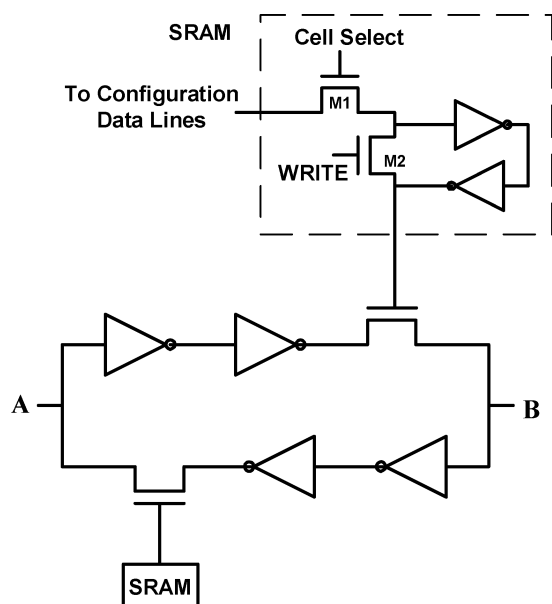 SRAM
Cell Select
To Configuration
Data Lines
M1
WRITE
M2
A
B
SRAM